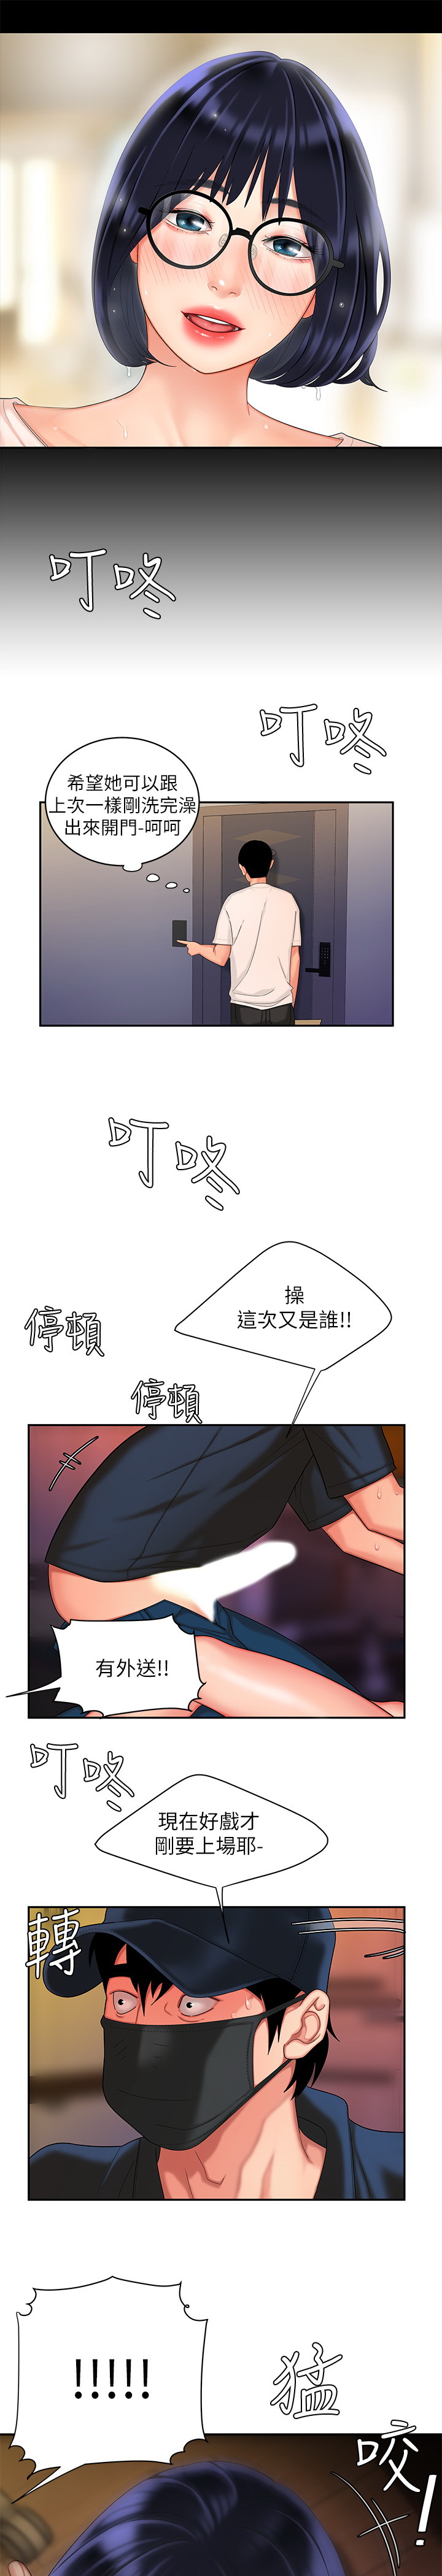 叮咚
叮咚
希望她可以跟
上次一樣剛洗完澡
出來開門-呵呵
叮咚
操
這次又是誰!!
停頓
停頓
有外送!!
叮咚
現在好戲才
剛要上場耶-
轉
!!!!!
猛
咬!